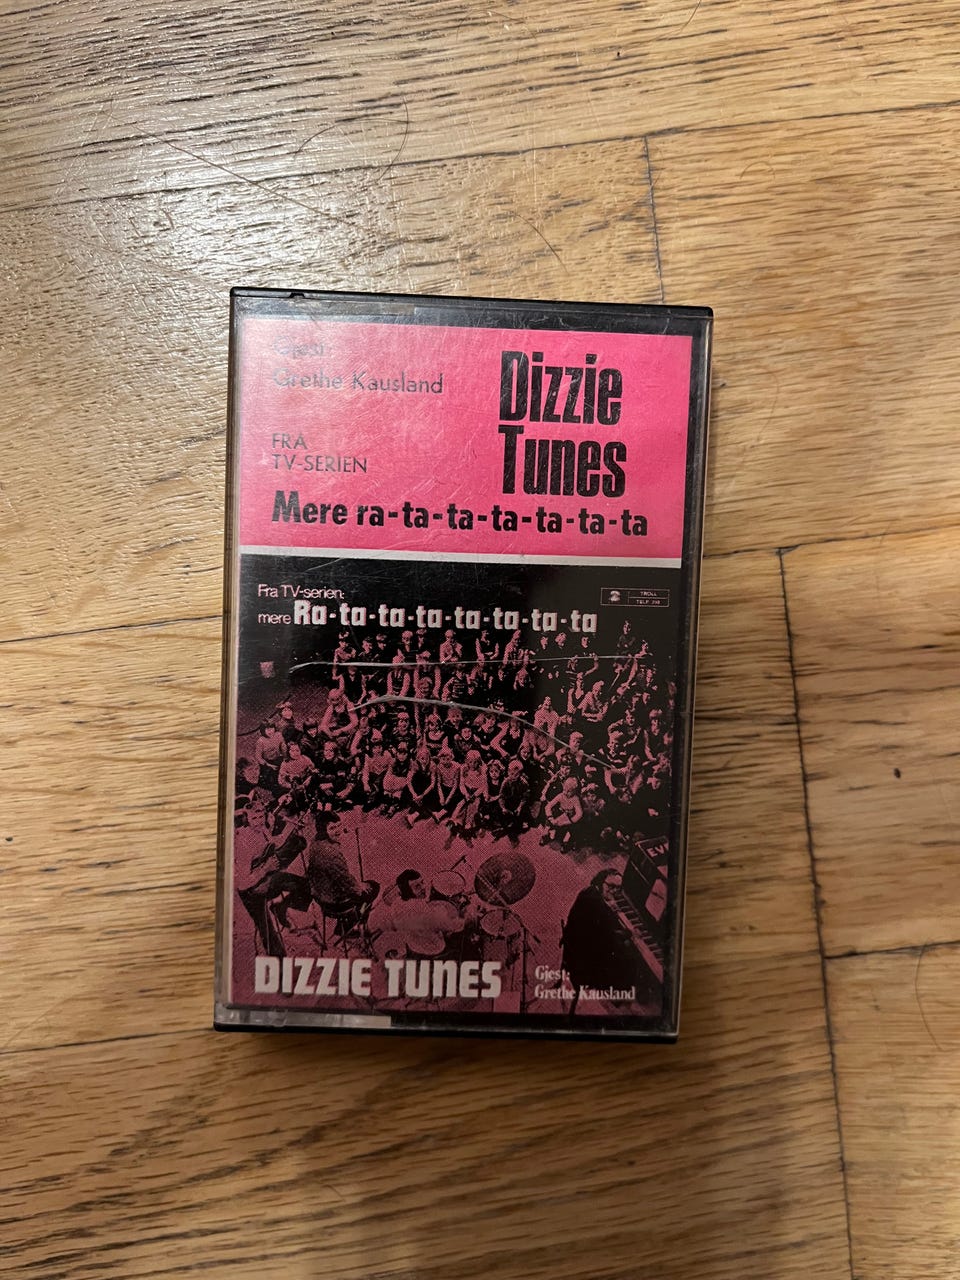 Gjest:
Grethe Kausland
Dizzie
Tunes
FRA
TV-SERIEN
Mere ra-ta-ta-ta-ta-ta-ta
Fra TV-serien:
mere Ra-ta-ta-ta-ta-ta-ta-ta
TROLL
DIZZIE TUNES
Gjest:
Grethe Kausland